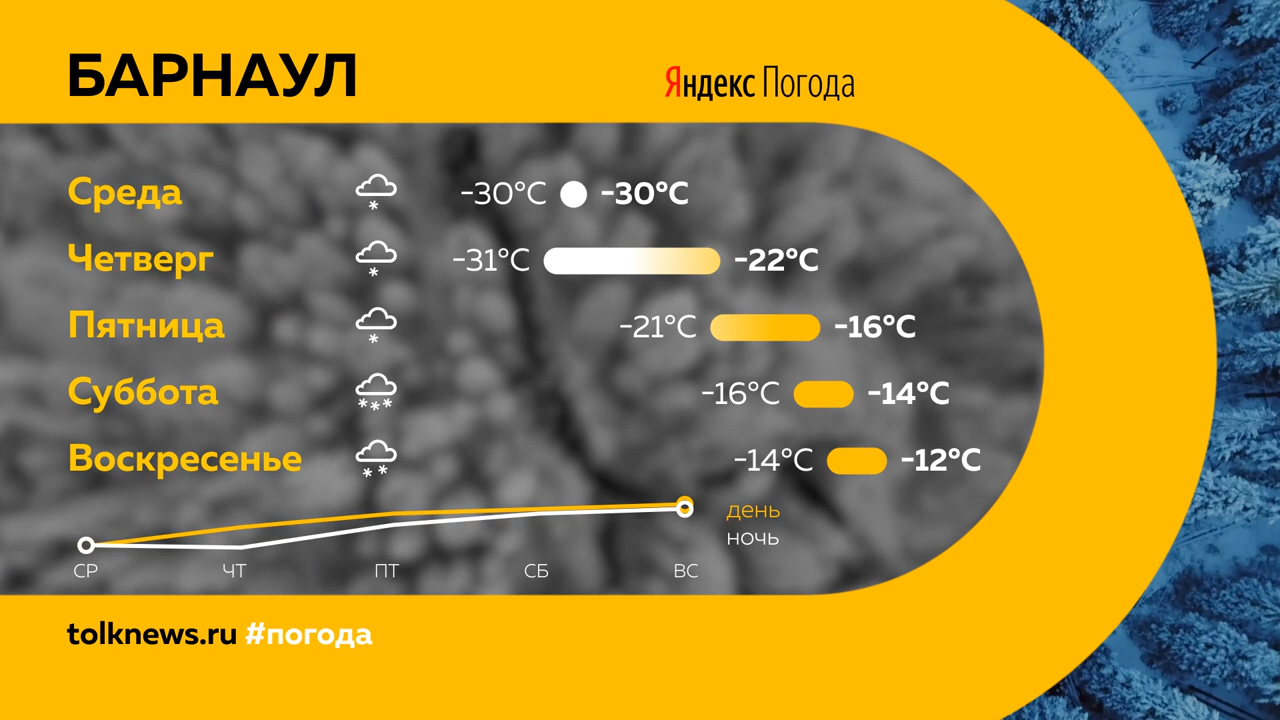 БАРНАУЛ
Яндекс Погода
Среда -30°C -30°C
Четверг -31°C -22°C
Пятница -21°C -16°C
Суббота -16°C -14°C
Воскресенье -14°C -12°C
день
ночь
СР ЧТ ПТ СБ ВС
tolknews.ru #погода